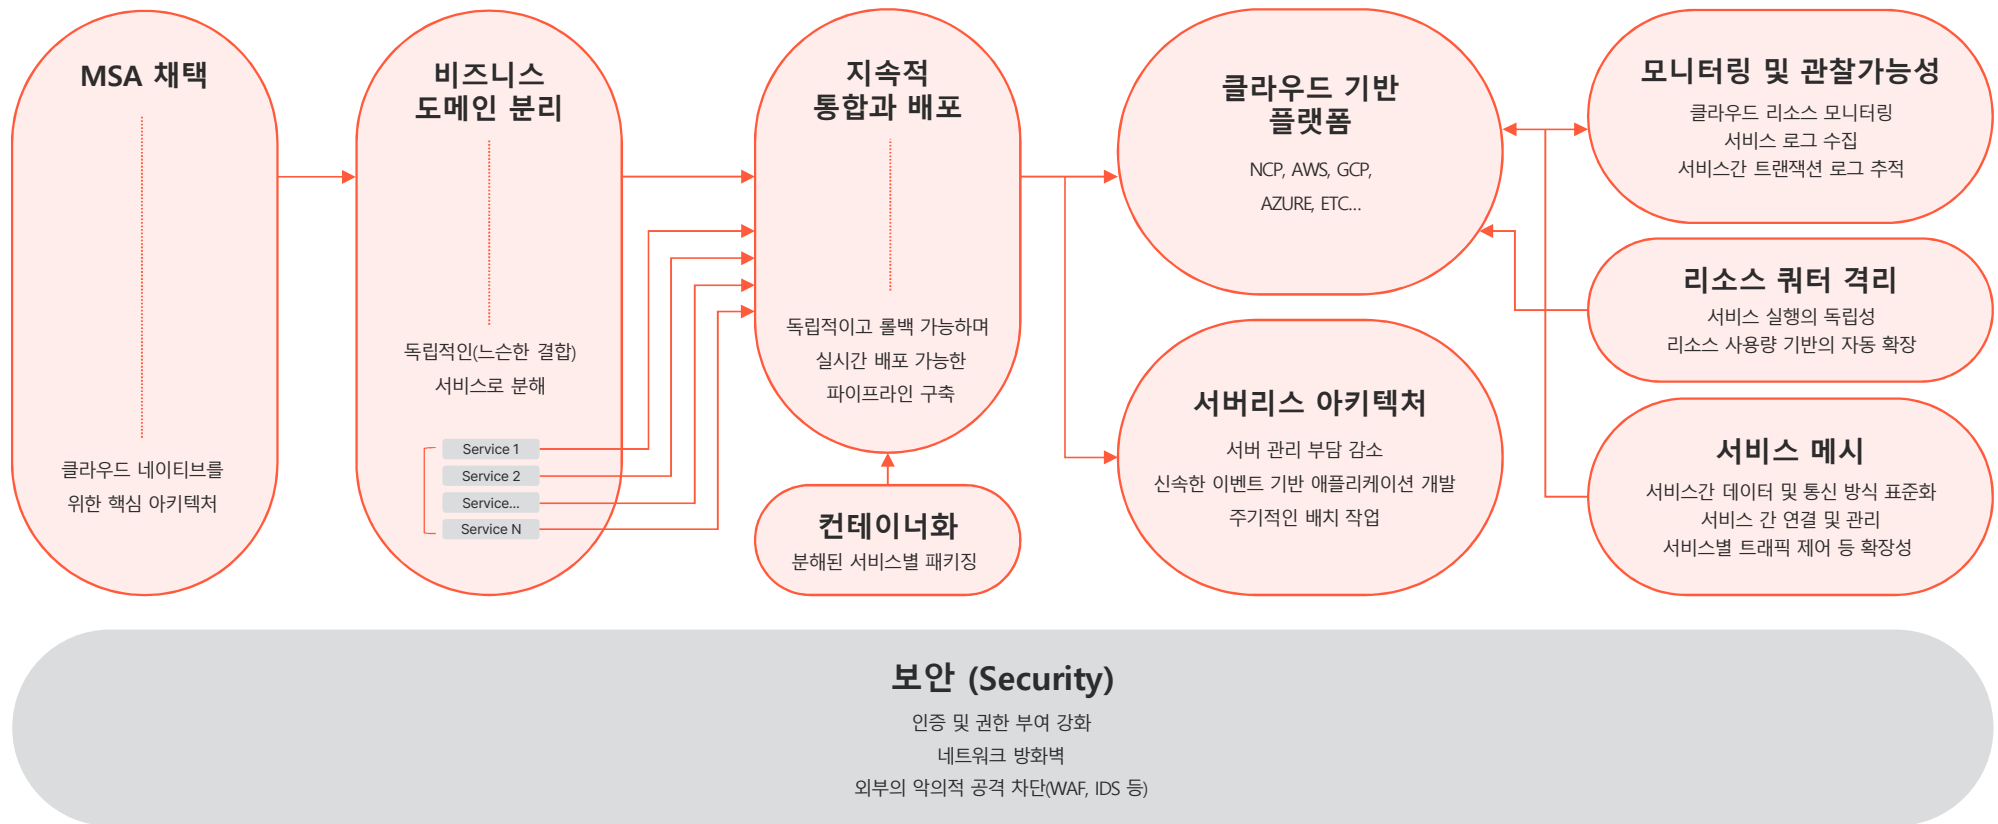 MSA 채택
클라우드 네이티브를
위한 핵심 아키텍처
비즈니스
도메인 분리
독립적인(느슨한 결합)
서비스로 분해
Service 1
Service 2
Service...
Service N
지속적
통합과 배포
독립적이고 롤백 가능하며
실시간 배포 가능한
파이프라인 구축
컨테이너화
분해된 서비스별 패키징
클라우드 기반
플랫폼
NCP, AWS, GCP,
AZURE, ETC...
서버리스 아키텍처
서버 관리 부담 감소
신속한 이벤트 기반 애플리케이션 개발
주기적인 배치 작업
모니터링 및 관찰가능성
클라우드 리소스 모니터링
서비스 로그 수집
서비스간 트랜잭션 로그 추적
리소스 쿼터 격리
서비스 실행의 독립성
리소스 사용량 기반의 자동 확장
서비스 메시
서비스간 데이터 및 통신 방식 표준화
서비스 간 연결 및 관리
서비스별 트래픽 제어 등 확장성
보안 (Security)
인증 및 권한 부여 강화
네트워크 방화벽
외부의 악의적 공격 차단(WAF, IDS 등)